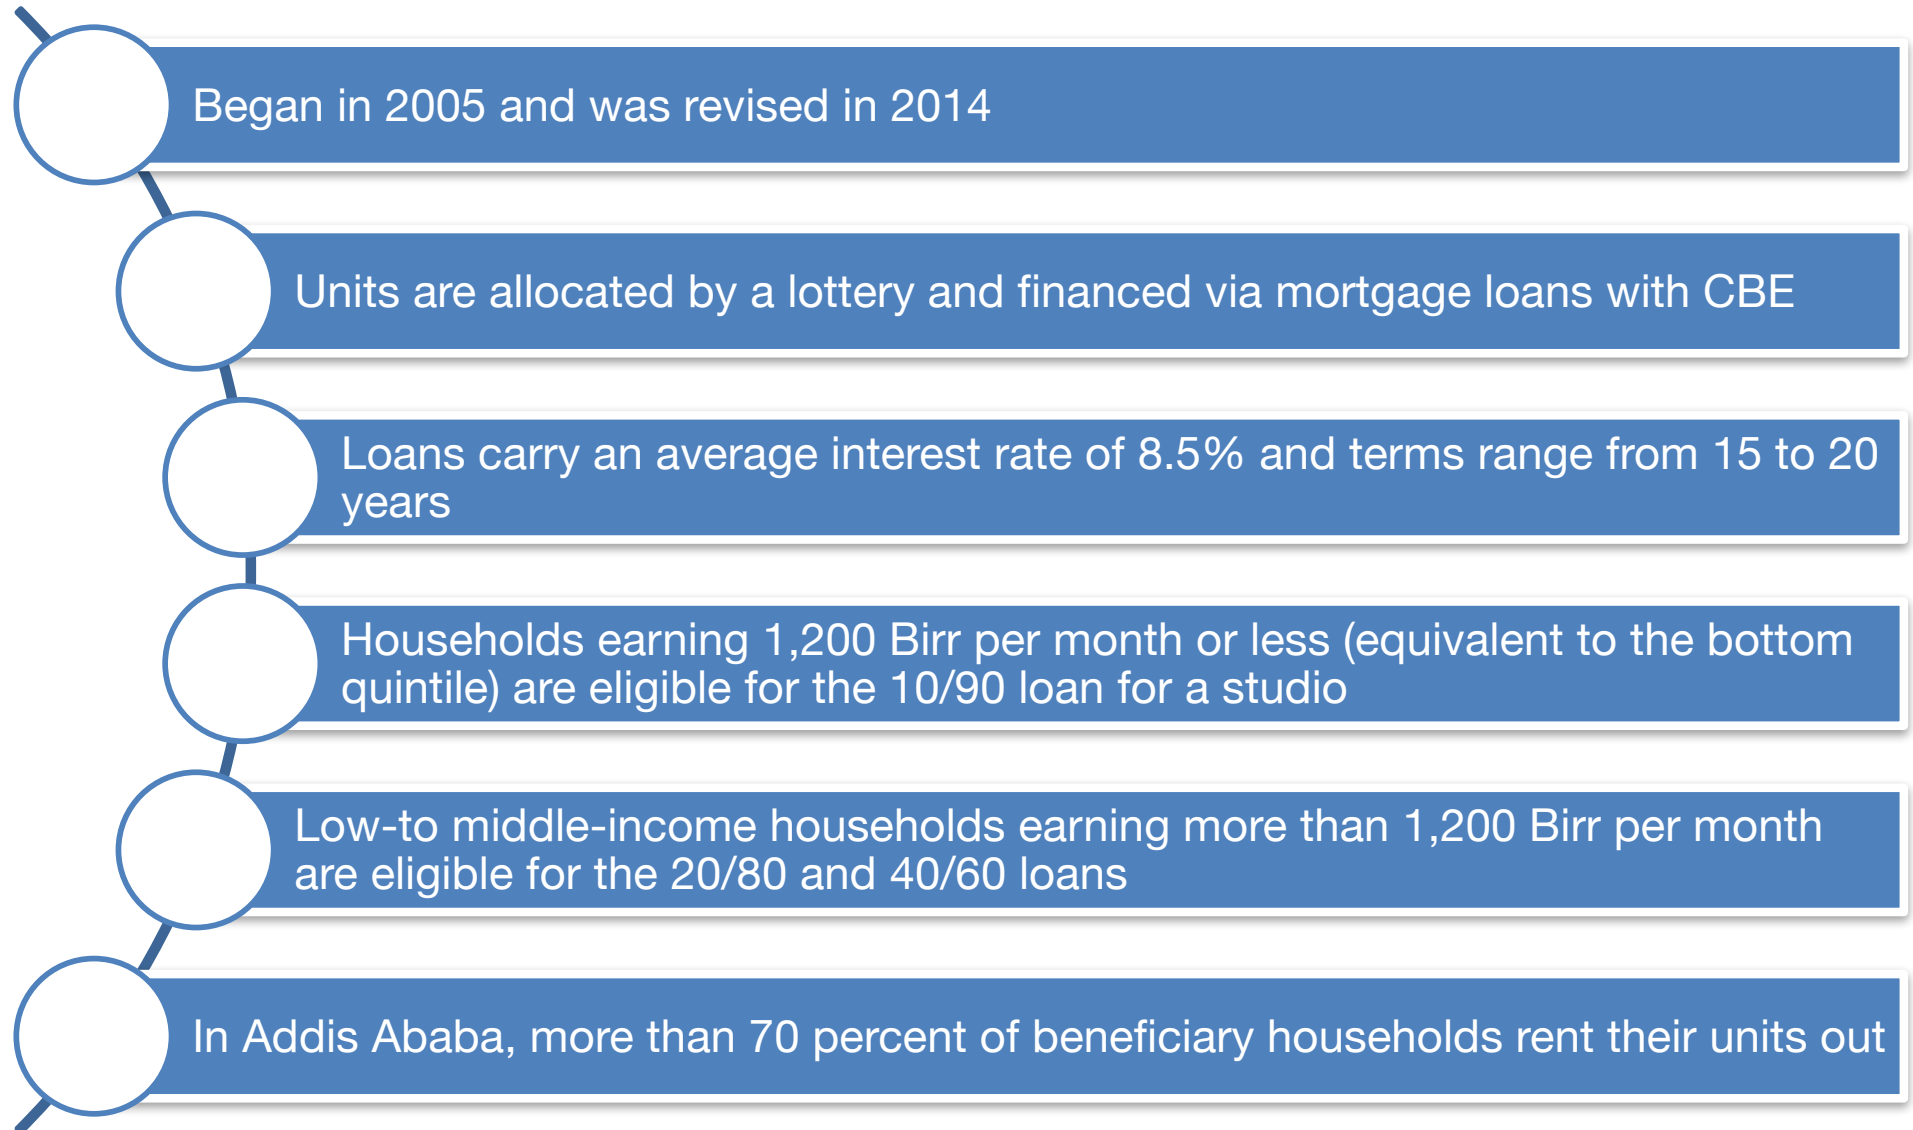 Began in 2005 and was revised in 2014
Units are allocated by a lottery and financed via mortgage loans with CBE
Loans carry an average interest rate of 8.5% and terms range from 15 to 20
years
Households earning 1,200 Birr per month or less (equivalent to the bottom
quintile) are eligible for the 10/90 loan for a studio
Low-to middle-income households earning more than 1,200 Birr per month
are eligible for the 20/80 and 40/60 loans
In Addis Ababa, more than 70 percent of beneficiary households rent their units out